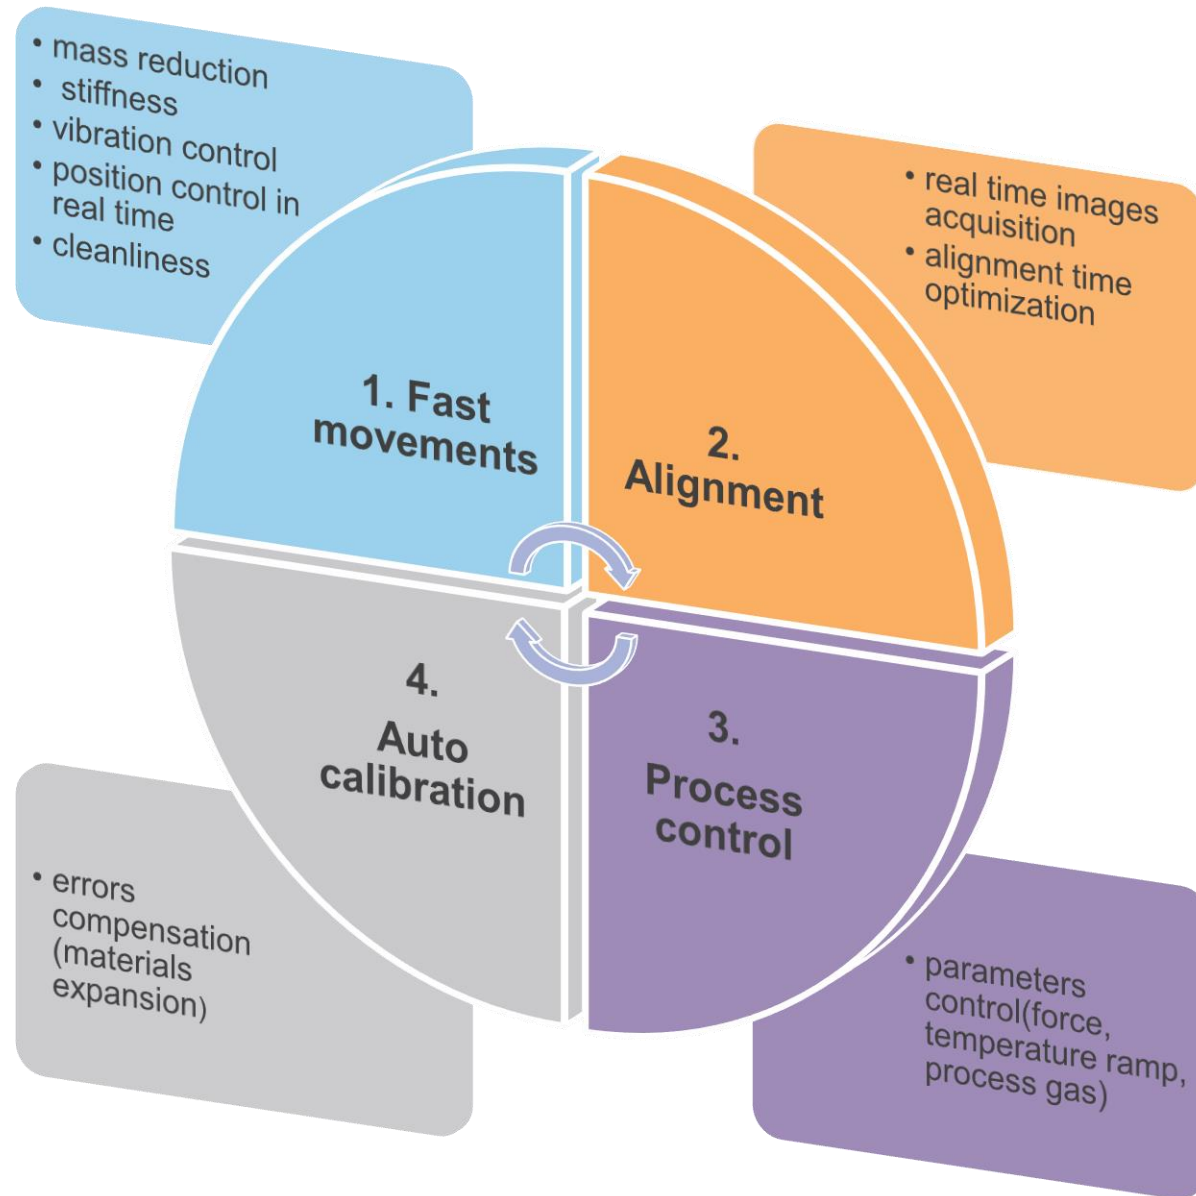 • mass reduction
• stiffness
• vibration control
• position control in
real time
• cleanliness
1. Fast
movements
• real time images
acquisition
• alignment time
optimization
2.
Alignment
3.
Process
control
• parameters
control(force,
temperature ramp,
process gas)
4.
Auto
calibration
• errors
compensation
(materials
expansion)